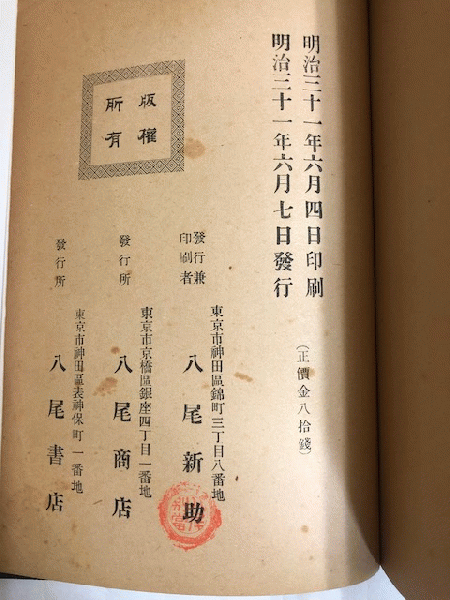 明治三十一年六月四日印刷
明治三十一年六月七日發行
（正價金八拾錢）
版權
所有
發行兼
印刷者
東京市神田區錦町三丁目八番地
八尾新助
發行所
東京市京橋區銀座四丁目一番地
八尾商店
發行所
東京市神田區表神保町一番地
八尾書店